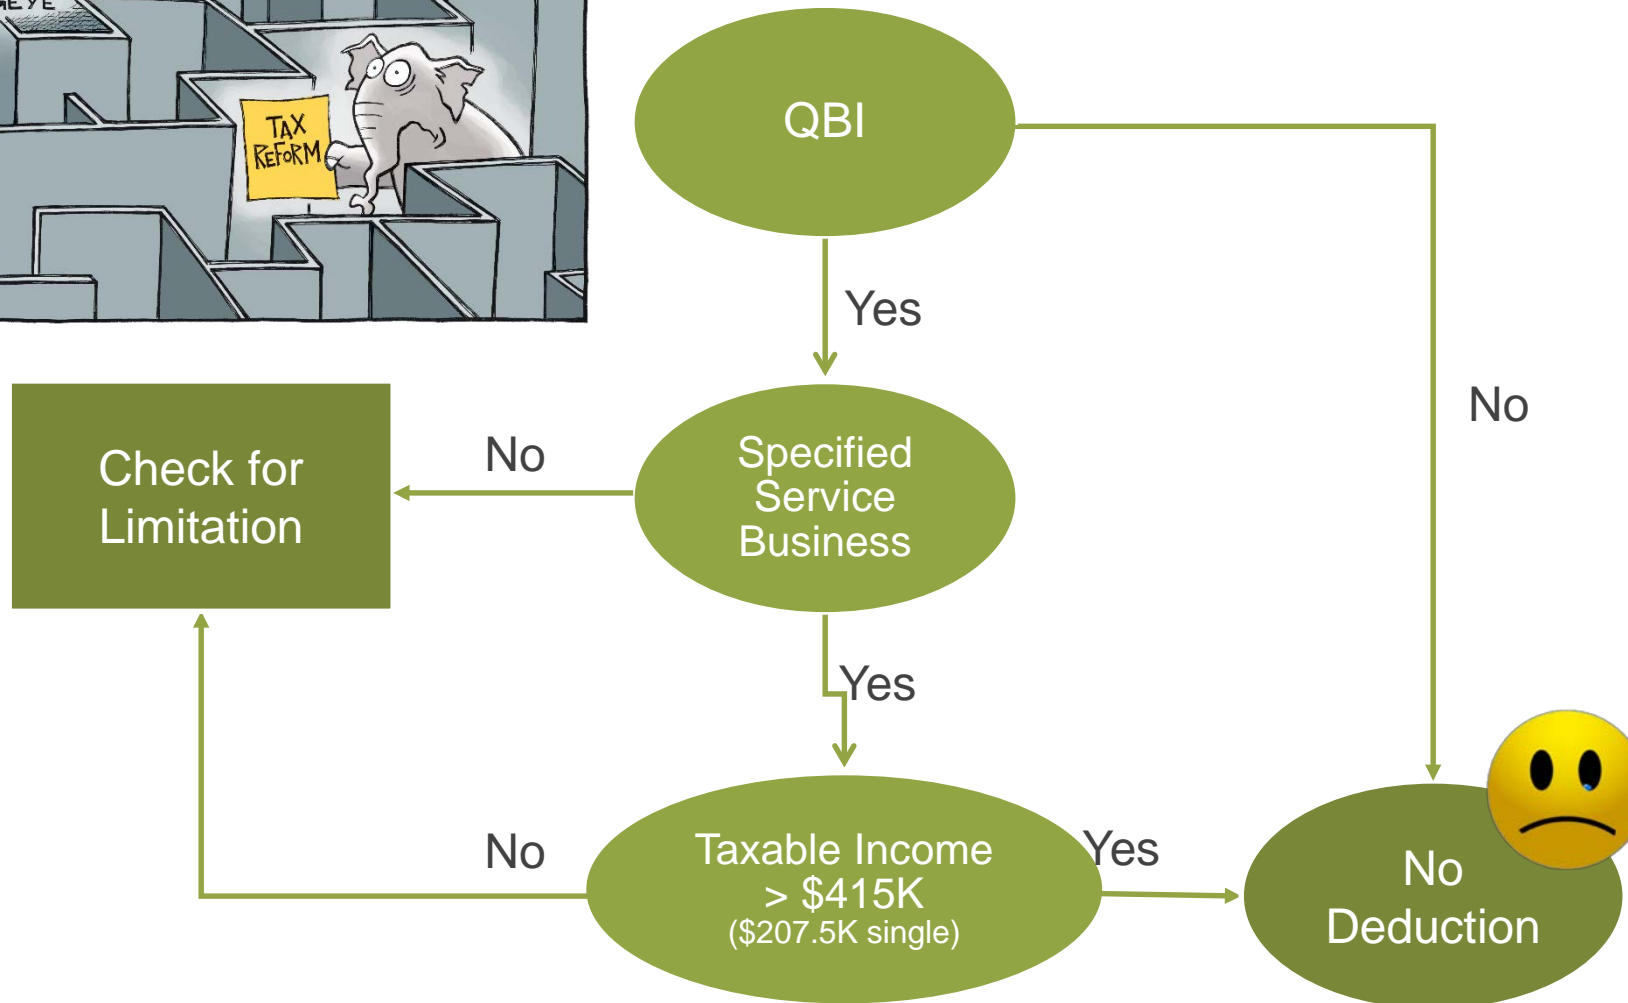 TAX
REFORM
QBI
Yes
No
Check for
Limitation
No
Specified
Service
Business
Yes
No
Taxable Income
> $415K
($207.5K single)
Yes
No
Deduction